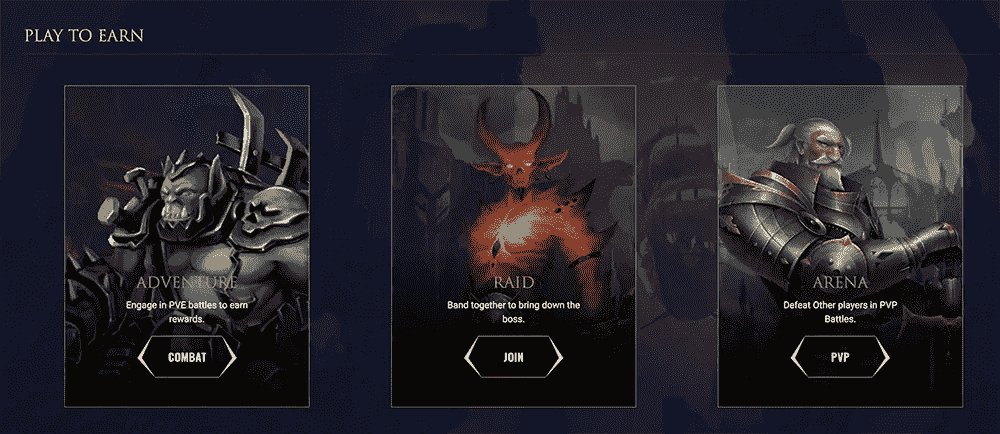 PLAY TO EARN
ADVENTURE
Engage in PVE battles to earn
rewards.
COMBAT
RAID
Band together to bring down the
boss.
JOIN
ARENA
Defeat Other players in PVP
Battles.
PVP